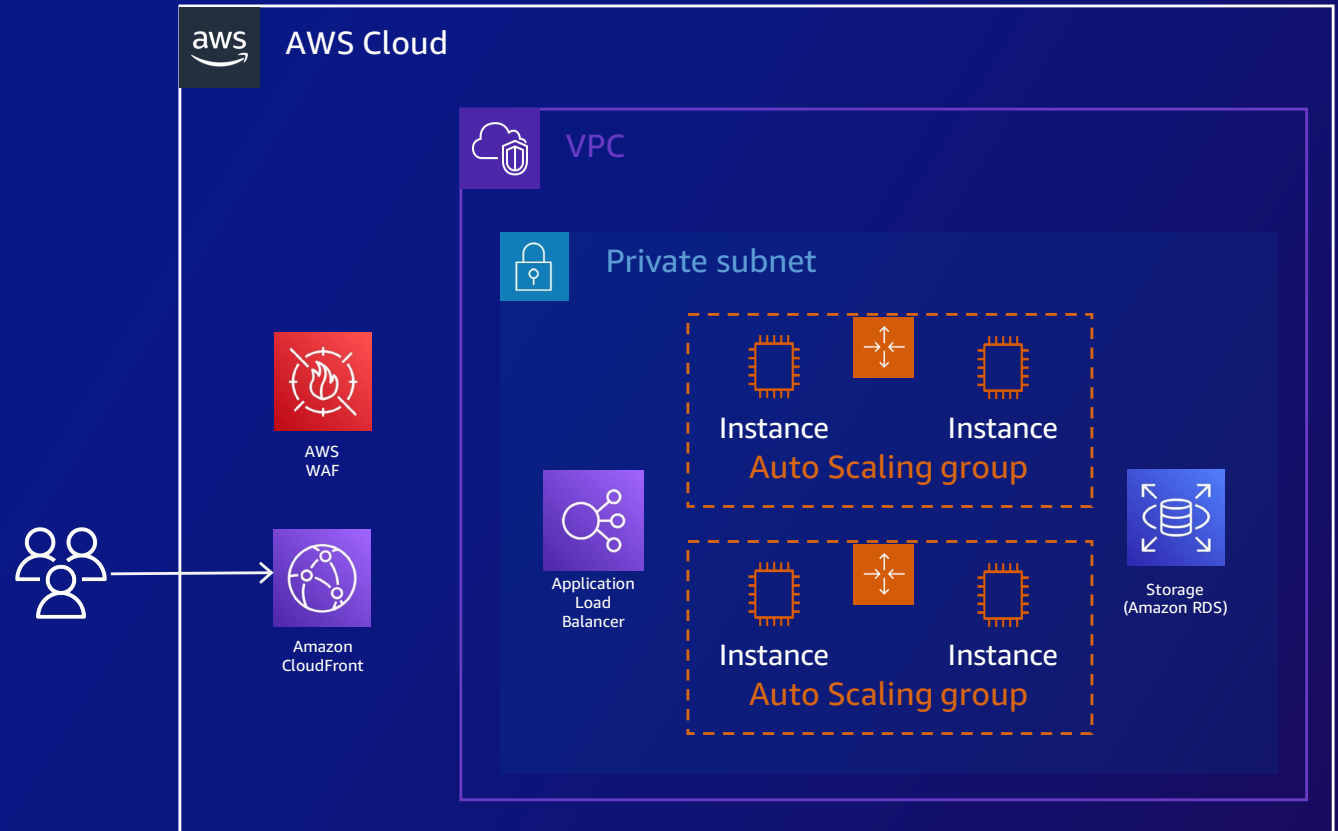 aws
AWS Cloud
VPC
Private subnet
Instance
Instance
Auto Scaling group
AWS
WAF
Application
Load
Balancer
Storage
(Amazon RDS)
Amazon
CloudFront
Instance
Instance
Auto Scaling group